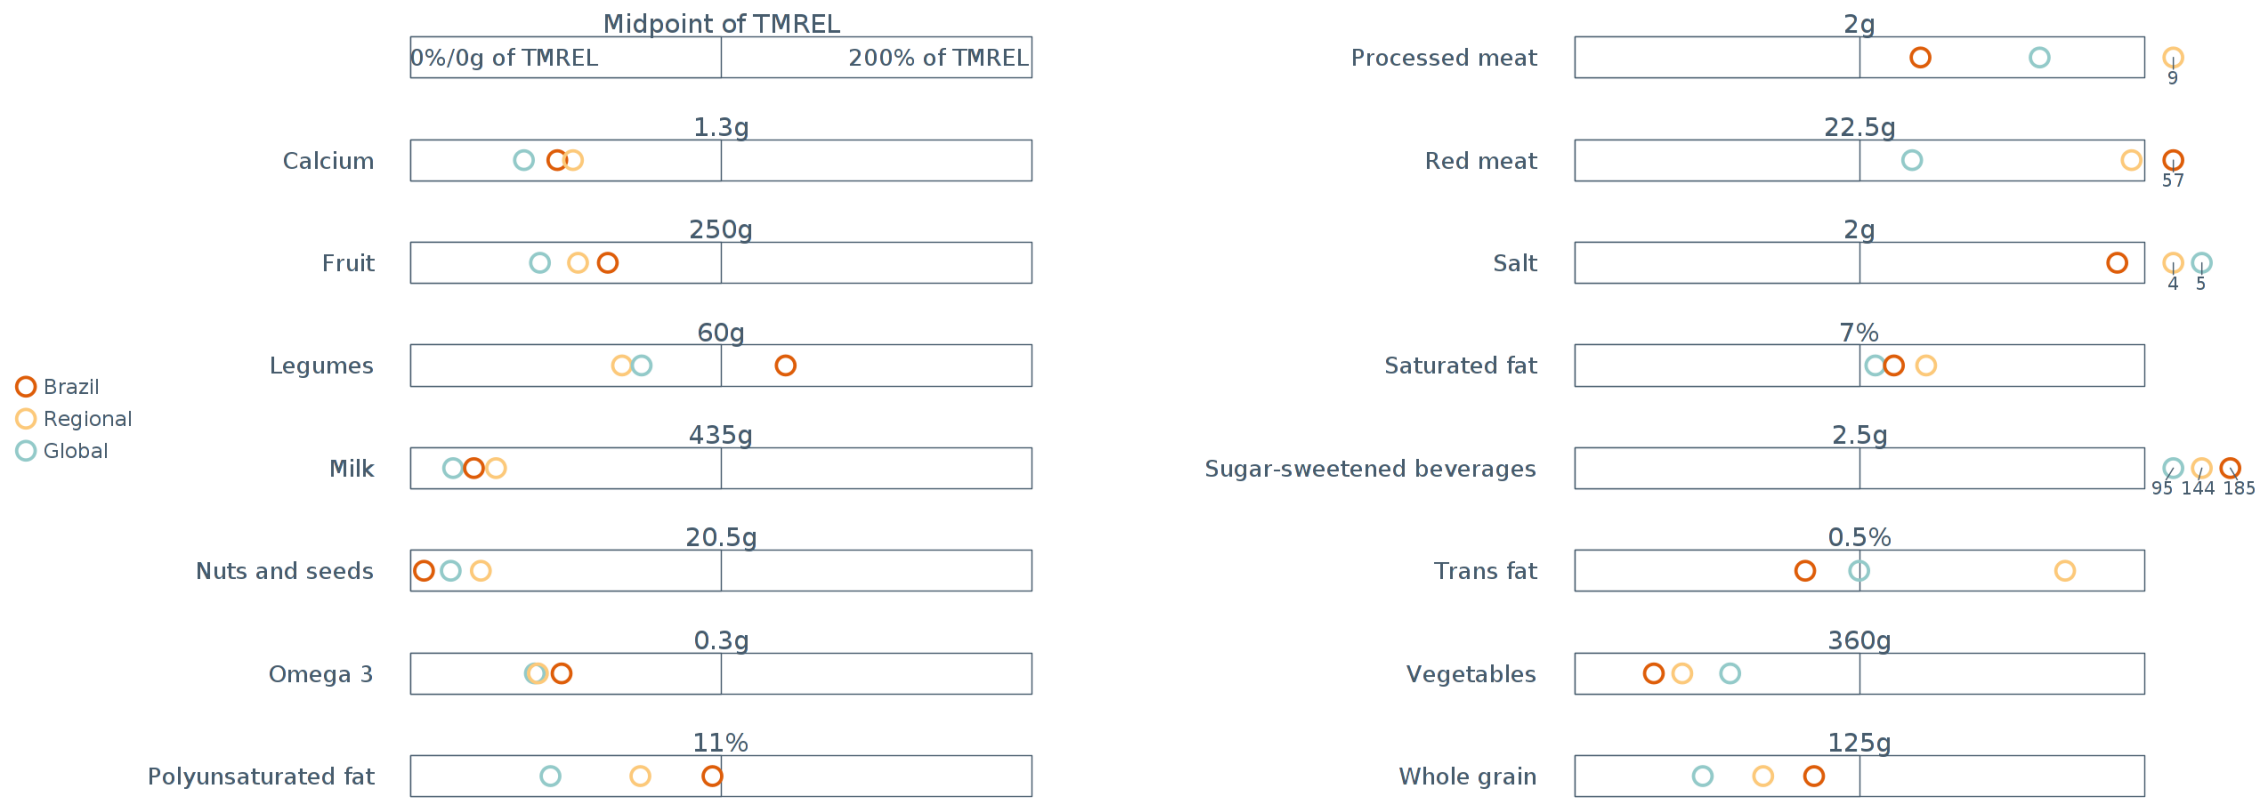 Midpoint of TMREL
0%/0g of TMREL 200% of TMREL
Calcium 1.3g
Fruit 250g
Legumes 60g
Milk 435g
Nuts and seeds 20.5g
Omega 3 0.3g
Polyunsaturated fat 11%
Brazil
Regional
Global
Processed meat 2g 9
Red meat 22.5g 57
Salt 2g 4 5
Saturated fat 7%
Sugar-sweetened beverages 2.5g 95 144 185
Trans fat 0.5%
Vegetables 360g
Whole grain 125g